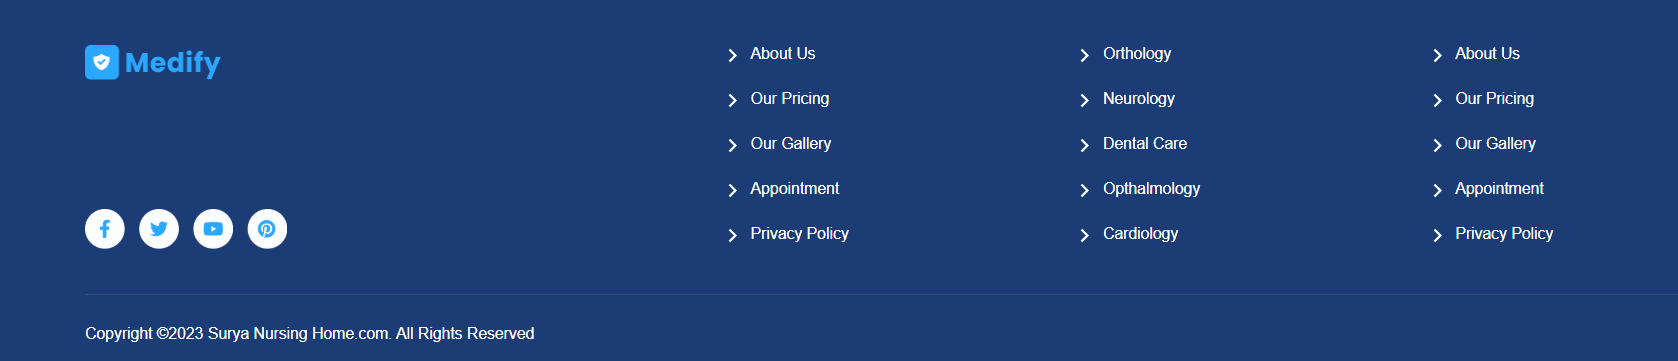 Medify
About Us
Our Pricing
Our Gallery
Appointment
Privacy Policy
Orthology
Neurology
Dental Care
Opthalmology
Cardiology
About Us
Our Pricing
Our Gallery
Appointment
Privacy Policy
Copyright ©2023 Surya Nursing Home.com. All Rights Reserved